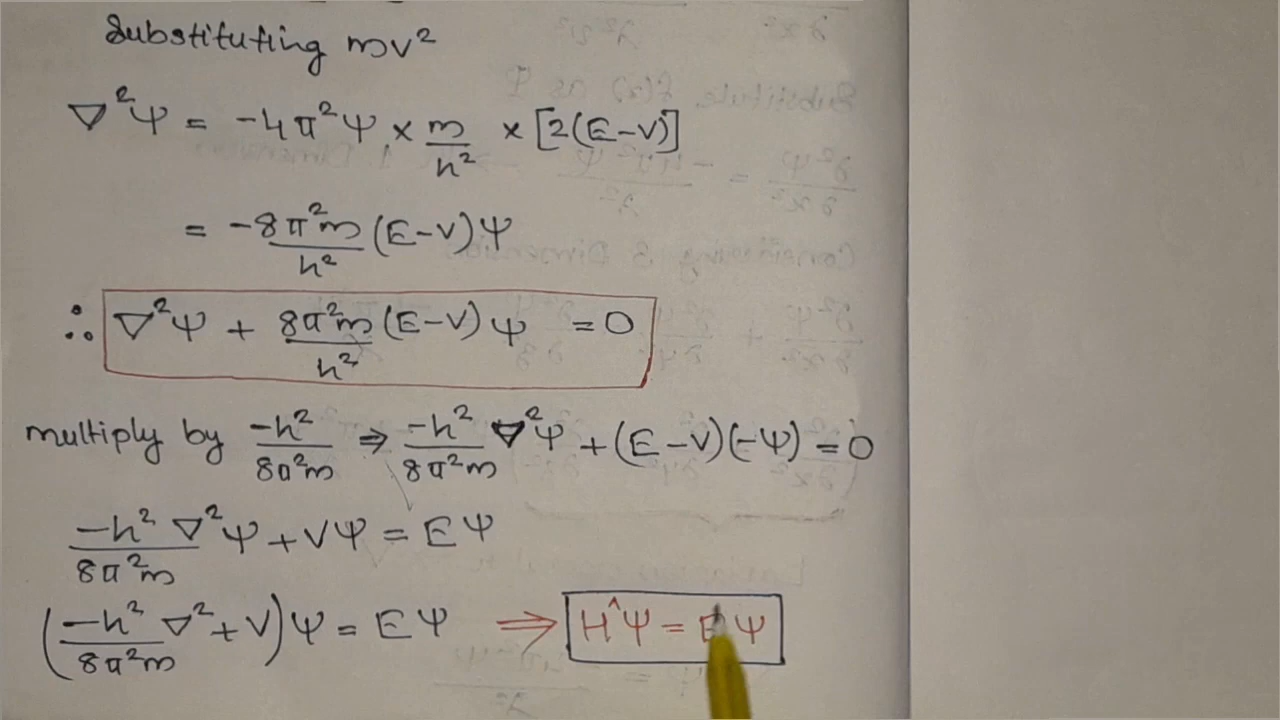 Substituting mv²
∇²Ψ = -4π²Ψ × m/h² × [2(E-V)]
= -8π²m/h² (E-V)Ψ
∴ ∇²Ψ + 8π²m/h² (E-V)Ψ = 0
multiply by -h²/8π²m ⇒ -h²/8π²m ∇²Ψ + (E-V)(-Ψ) = 0
-h²∇²/8π²m Ψ + VΨ = EΨ
(-h²/8π²m ∇² + V)Ψ = EΨ ⟹ ĤΨ = EΨ